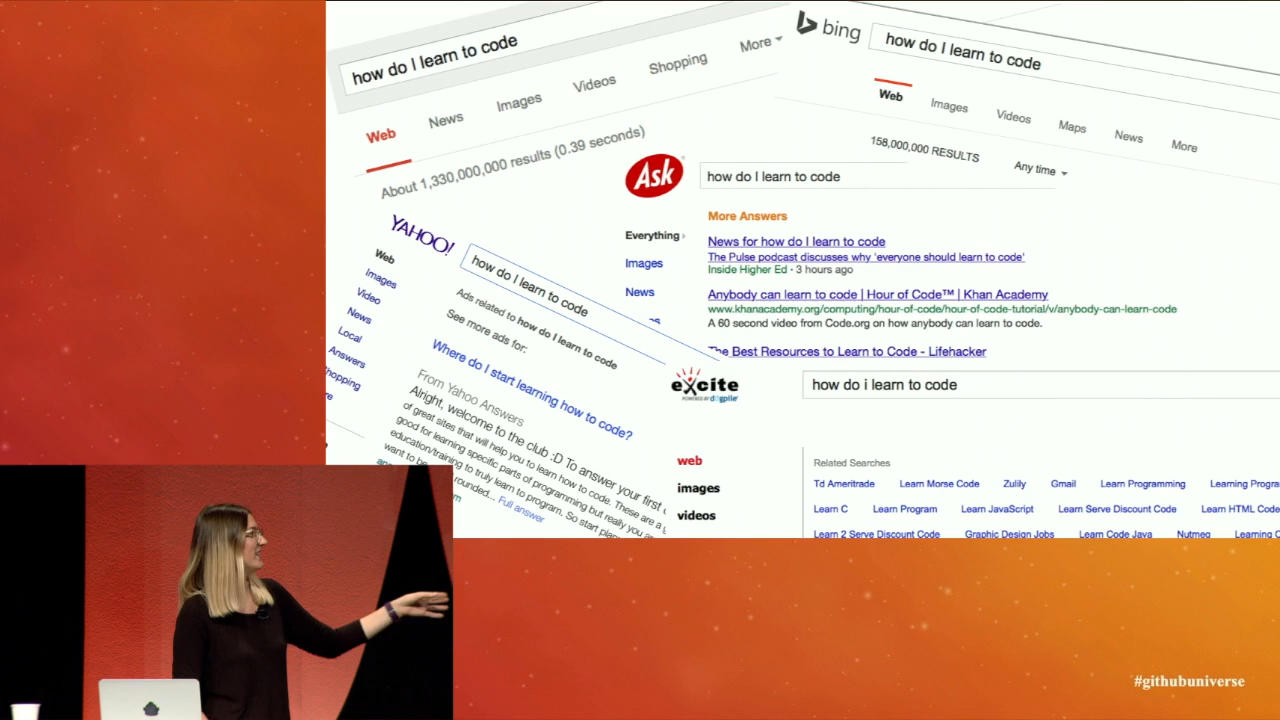 how do I learn to code
Web
News
Images
Videos
Shopping
More
About 1,330,000,000 results (0.39 seconds)
bing
how do I learn to code
Web
Images
Videos
Maps
News
More
158,000,000 RESULTS
Any time
Ask
how do I learn to code
More Answers
Everything
Images
News
News for how do I learn to code
The Pulse podcast discusses why 'everyone should learn to code'
Inside Higher Ed · 3 hours ago
Anybody can learn to code | Hour of Code™ | Khan Academy
www.khanacademy.org/computing/hour-of-code/hour-of-code-tutorial/v/anybody-can-learn-code
A 60 second video from Code.org on how anybody can learn to code.
The Best Resources to Learn to Code - Lifehacker
YAHOO!
how do I learn to code
Web
Images
Video
News
Local
Answers
hopping
Ads related to how do I learn to code
See more ads for:
Where do I start learning how to code?
From Yahoo Answers
Alright, welcome to the club :D To answer your first
of great sites that will help you to learn how to code. These are a
good for learning specific parts of programming but really you
education/training to truly learn to program. So start
want to be
rounded... Full answer
excite
POWERED BY dogpile
how do i learn to code
web
images
videos
Related Searches
Td Ameritrade Learn Morse Code Zulily Gmail Learn Programming Learning Progra
Learn C Learn Program Learn JavaScript Learn Serve Discount Code Learn HTML Code
Learn 2 Serve Discount Code Graphic Design Jobs Learn Code Java Nutmeg Learning C
#githubuniverse